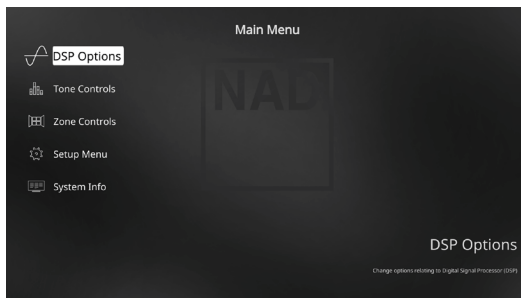 Main Menu
DSP Options
Tone Controls
Zone Controls
Setup Menu
System Info
NAD
DSP Options
Change options relating to Digital Signal Processor (DSP)